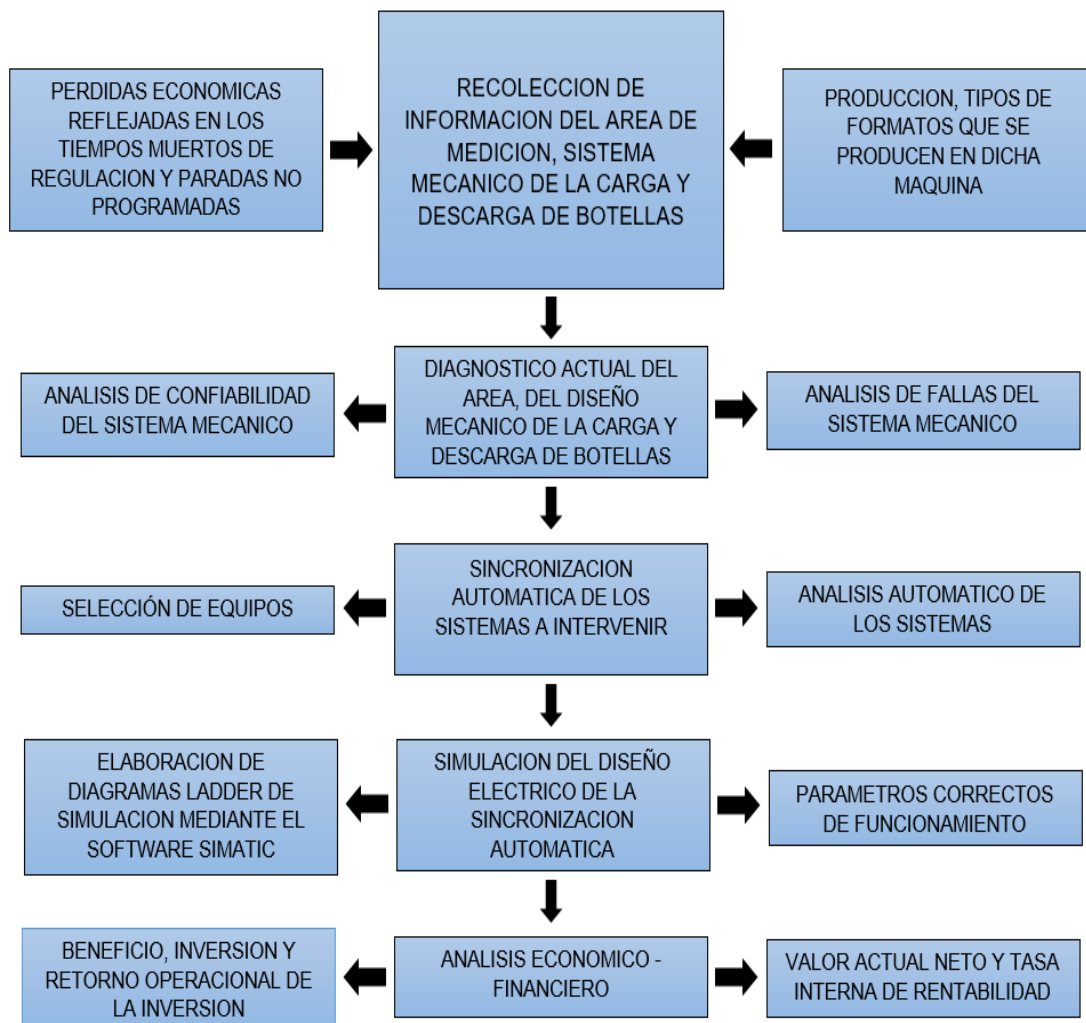 PERDIDAS ECONOMICAS
REFLEJADAS EN LOS
TIEMPOS MUERTOS DE
REGULACION Y PARADAS NO
PROGRAMADAS
RECOLECCION DE
INFORMACION DEL AREA DE
MEDICION, SISTEMA
MECANICO DE LA CARGA Y
DESCARGA DE BOTELLAS
PRODUCCION, TIPOS DE
FORMATOS QUE SE
PRODUCEN EN DICHA
MAQUINA
ANALISIS DE CONFIABILIDAD
DEL SISTEMA MECANICO
DIAGNOSTICO ACTUAL DEL
AREA, DEL DISEÑO
MECANICO DE LA CARGA Y
DESCARGA DE BOTELLAS
ANALISIS DE FALLAS DEL
SISTEMA MECANICO
SELECCIÓN DE EQUIPOS
SINCRONIZACION
AUTOMATICA DE LOS
SISTEMAS A INTERVENIR
ANALISIS AUTOMATICO DE
LOS SISTEMAS
ELABORACION DE
DIAGRAMAS LADDER DE
SIMULACION MEDIANTE EL
SOFTWARE SIMATIC
SIMULACION DEL DISEÑO
ELECTRICO DE LA
SINCRONIZACION
AUTOMATICA
PARAMETROS CORRECTOS
DE FUNCIONAMIENTO
BENEFICIO, INVERSION Y
RETORNO OPERACIONAL DE
LA INVERSION
ANALISIS ECONOMICO -
FINANCIERO
VALOR ACTUAL NETO Y TASA
INTERNA DE RENTABILIDAD